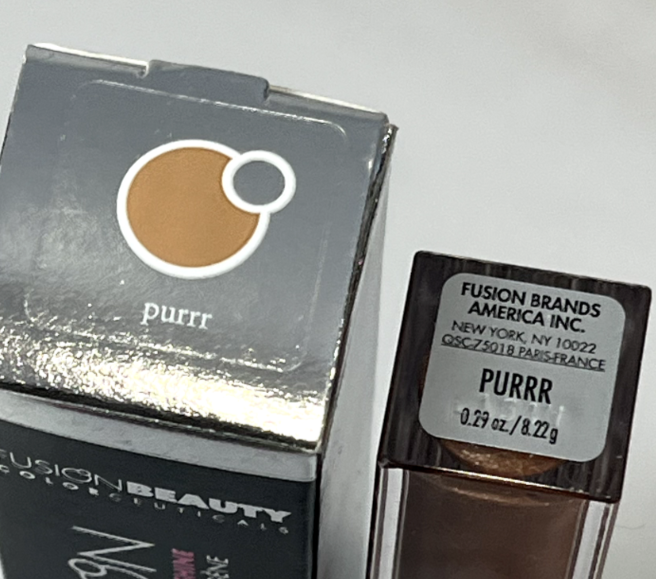 purrr
FUSIONBEAUTY
COLORCEUTICALS
FUSION BRANDS
AMERICA INC.
NEW YORK, NY 10022
QSC-75018 PARIS-FRANCE
PURRR
0.29 oz./8.22g